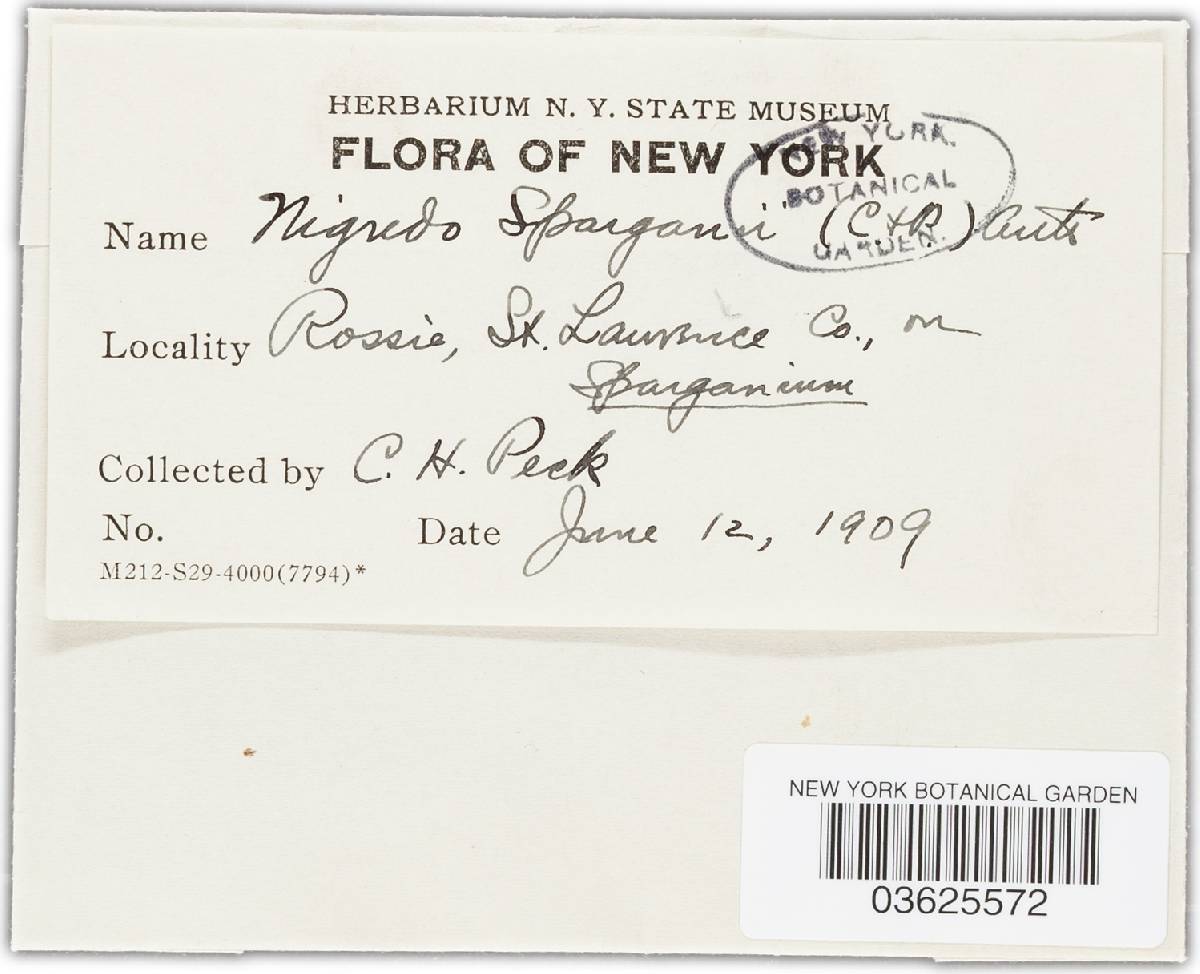 HERBARIUM N. Y. STATE MUSEUM
FLORA OF NEW YORK
NEW YORK
BOTANICAL
GARDEN.
Name Nigredo Sparganii (C & P) Arth
Locality Rossie, St. Lawrence Co., on
Sparganium
Collected by C. H. Peck
No. Date June 12, 1909
M212-S29-4000(7794)*
NEW YORK BOTANICAL GARDEN
03625572